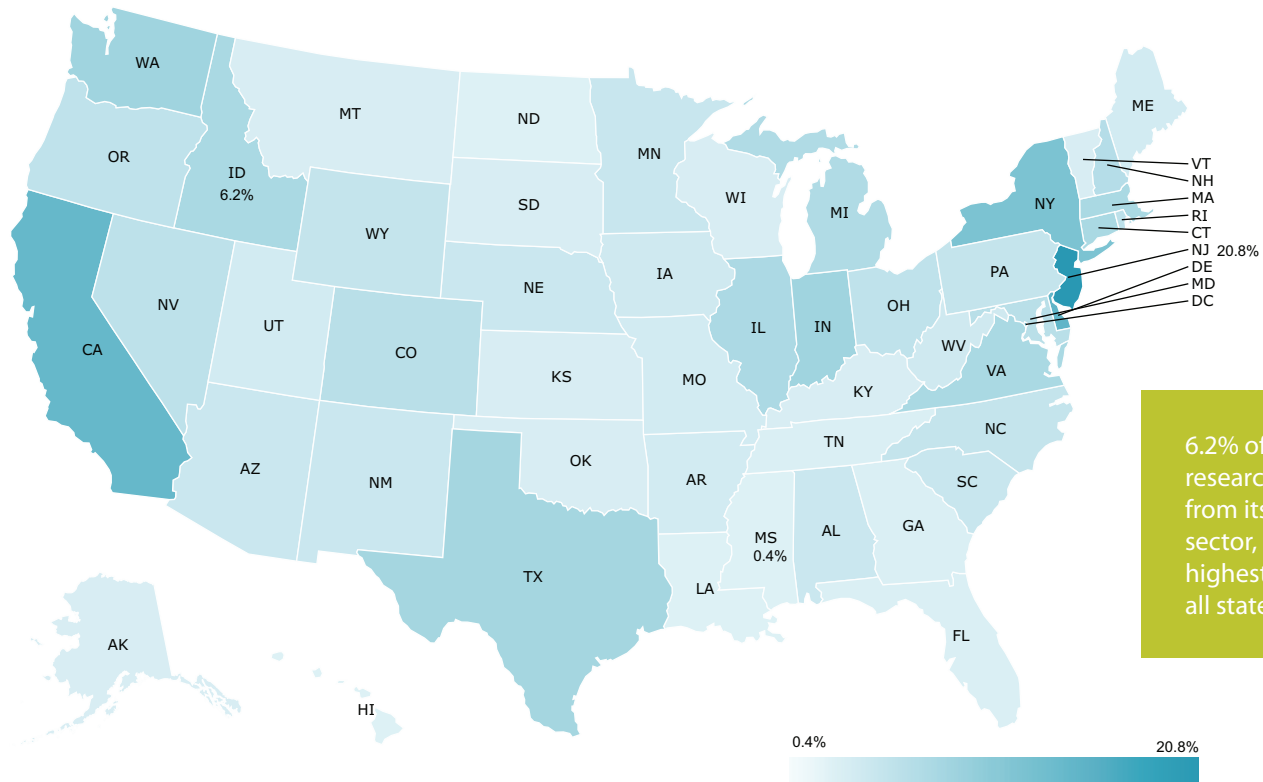 WA
MT
ND
ME
OR
ID
6.2%
MN
SD
WI
MI
NY
VT
NH
MA
RI
CT
NJ 20.8%
DE
MD
DC
WY
IA
NE
PA
NV
UT
CO
IL
IN
OH
WV
VA
CA
KS
MO
KY
AZ
NM
OK
AR
TN
NC
SC
MS
0.4%
AL
GA
LA
TX
FL
AK
HI
6.2% of
researc
from its
sector,
highest
all state
0.4%
20.8%